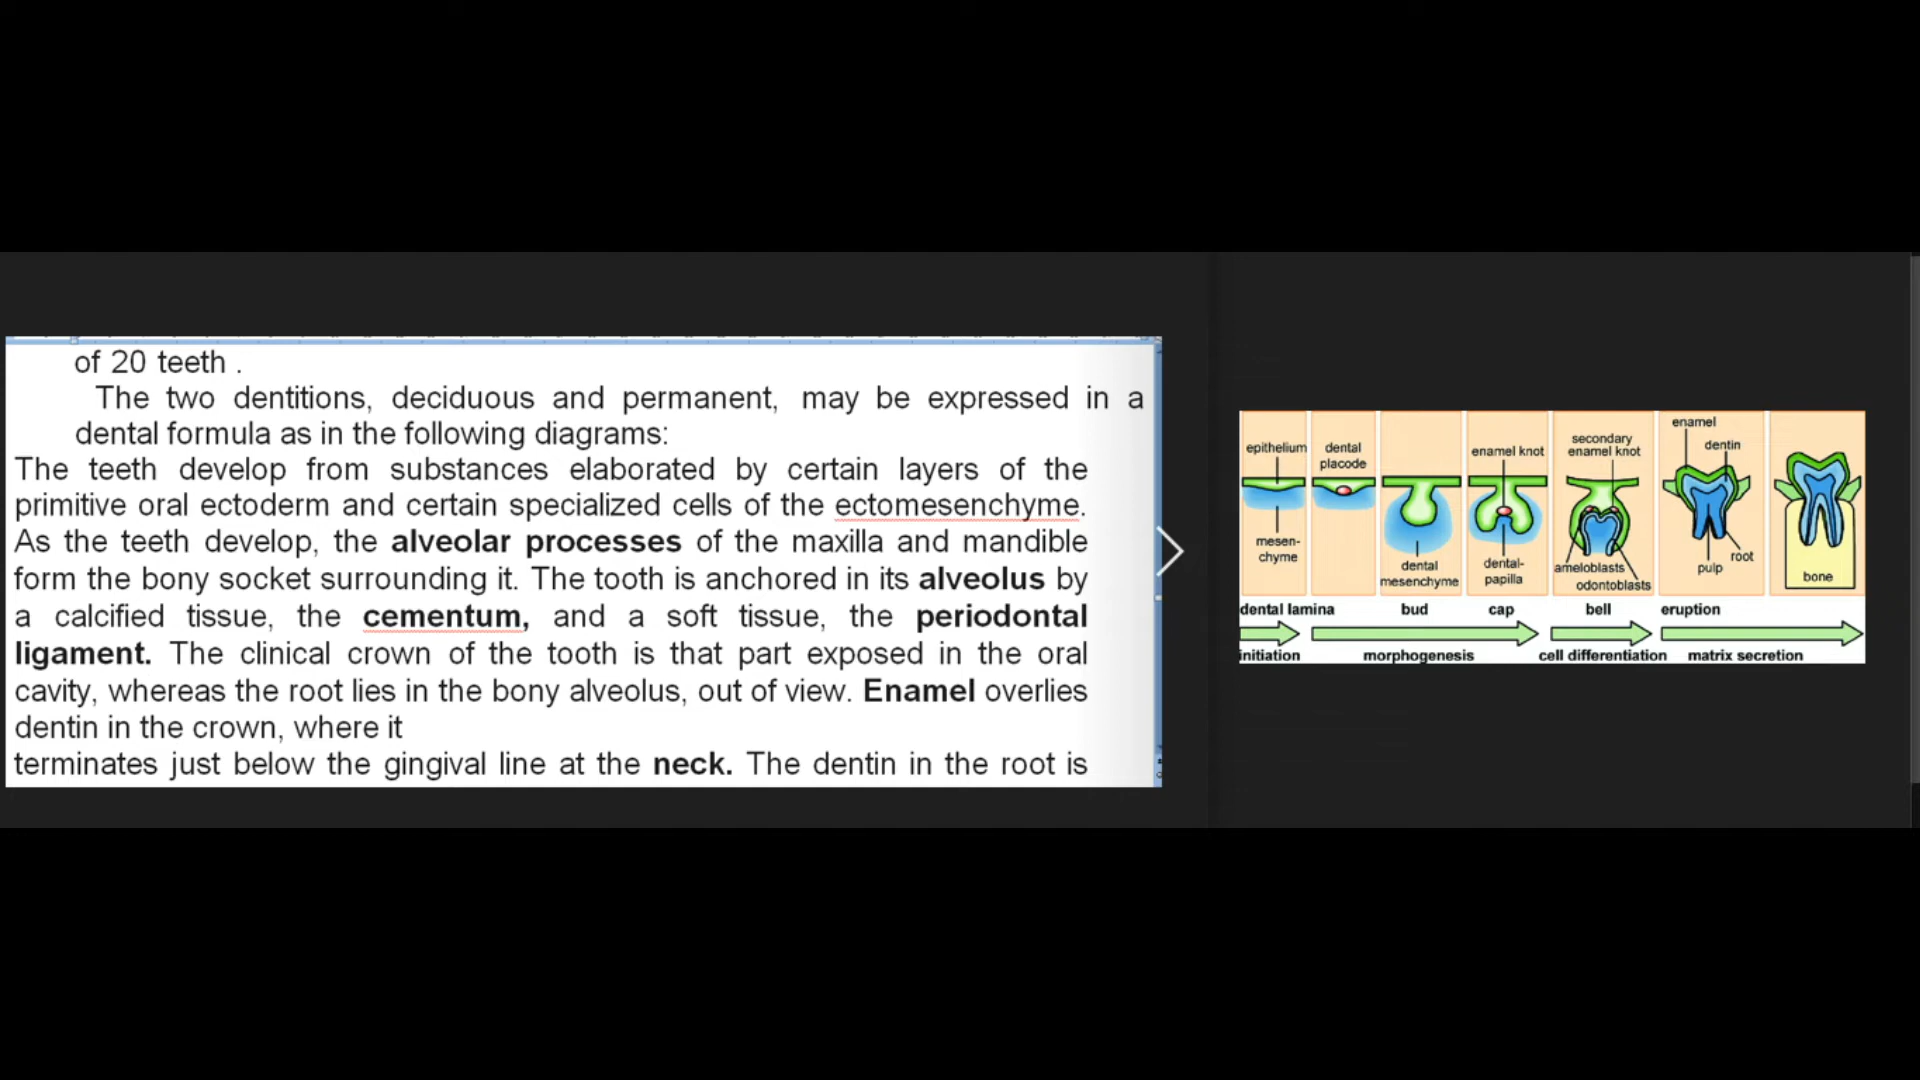 of 20 teeth .
The two dentitions, deciduous and permanent, may be expressed in a
dental formula as in the following diagrams:
The teeth develop from substances elaborated by certain layers of the
primitive oral ectoderm and certain specialized cells of the ectomesenchyme.
As the teeth develop, the alveolar processes of the maxilla and mandible
form the bony socket surrounding it. The tooth is anchored in its alveolus by
a calcified tissue, the cementum, and a soft tissue, the periodontal
ligament. The clinical crown of the tooth is that part exposed in the oral
cavity, whereas the root lies in the bony alveolus, out of view. Enamel overlies
dentin in the crown, where it
terminates just below the gingival line at the neck. The dentin in the root is
epithelium
mesen-
chyme
dental
placode
dental
mesenchyme
enamel knot
dental-
papilla
secondary
enamel knot
ameloblasts
odontoblasts
enamel
dentin
pulp
root
bone
dental lamina bud cap bell eruption
initiation morphogenesis cell differentiation matrix secretion